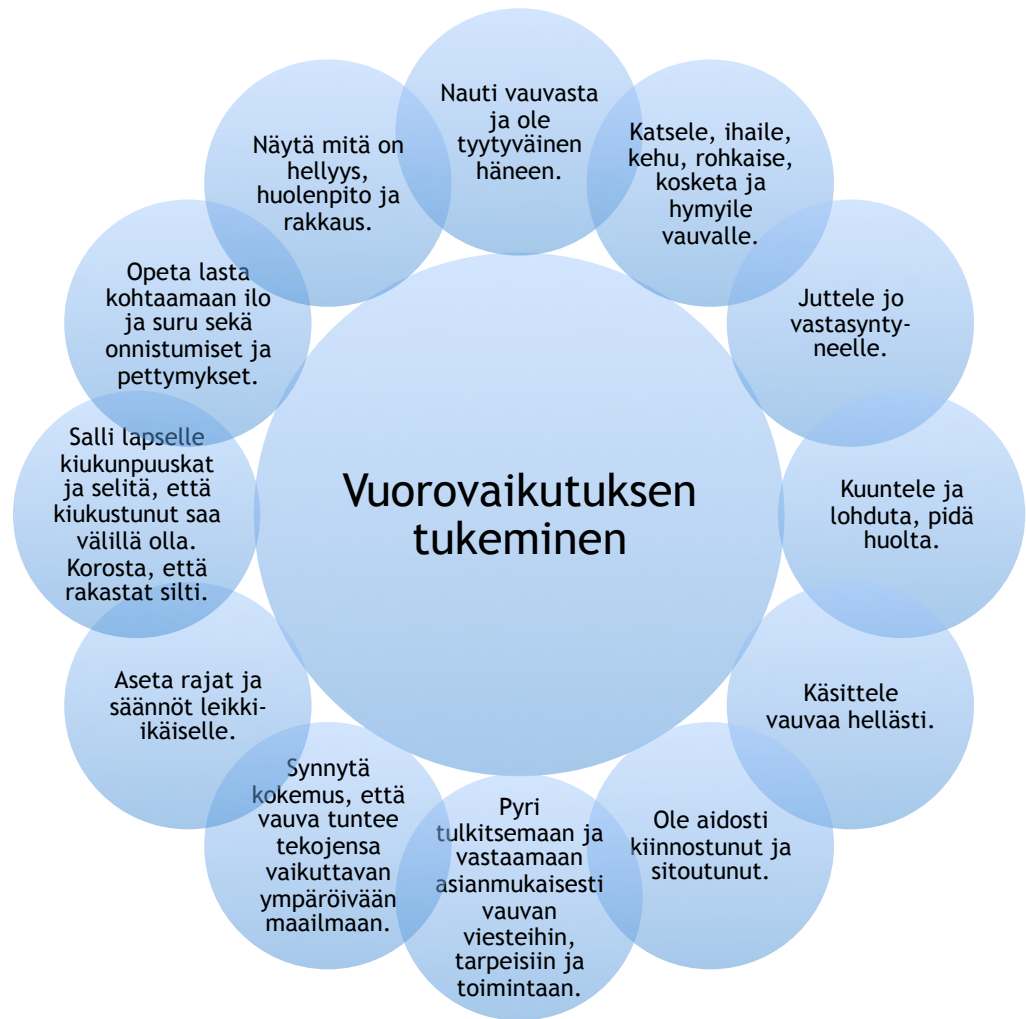 Nauti vauvasta
ja ole
tyytyväinen
häneen.
Katsele, ihaile,
kehu, rohkaise,
kosketa ja
hymyile
vauvalle.
Juttele jo
vastasynty-
neelle.
Kuuntele ja
lohduta, pidä
huolta.
Käsittele
vauvaa hellästi.
Ole aidosti
kiinnostunut ja
sitoutunut.
Pyri
tulkitsemaan ja
vastaamaan
asianmukaisesti
vauvan
viesteihin,
tarpeisiin ja
toimintaan.
Synnytä
kokemus, että
vauva tuntee
tekojensa
vaikuttavan
ympäröivään
maailmaan.
Aseta rajat ja
säännöt leikki-
ikäiselle.
Salli lapselle
kiukunpuuskat
ja selitä, että
kiukustunut saa
välillä olla.
Korosta, että
rakastat silti.
Opeta lasta
kohtaamaan ilo
ja suru sekä
onnistumiset ja
pettymykset.
Näytä mitä on
hellyys,
huolenpito ja
rakkaus.
Vuorovaikutuksen
tukeminen